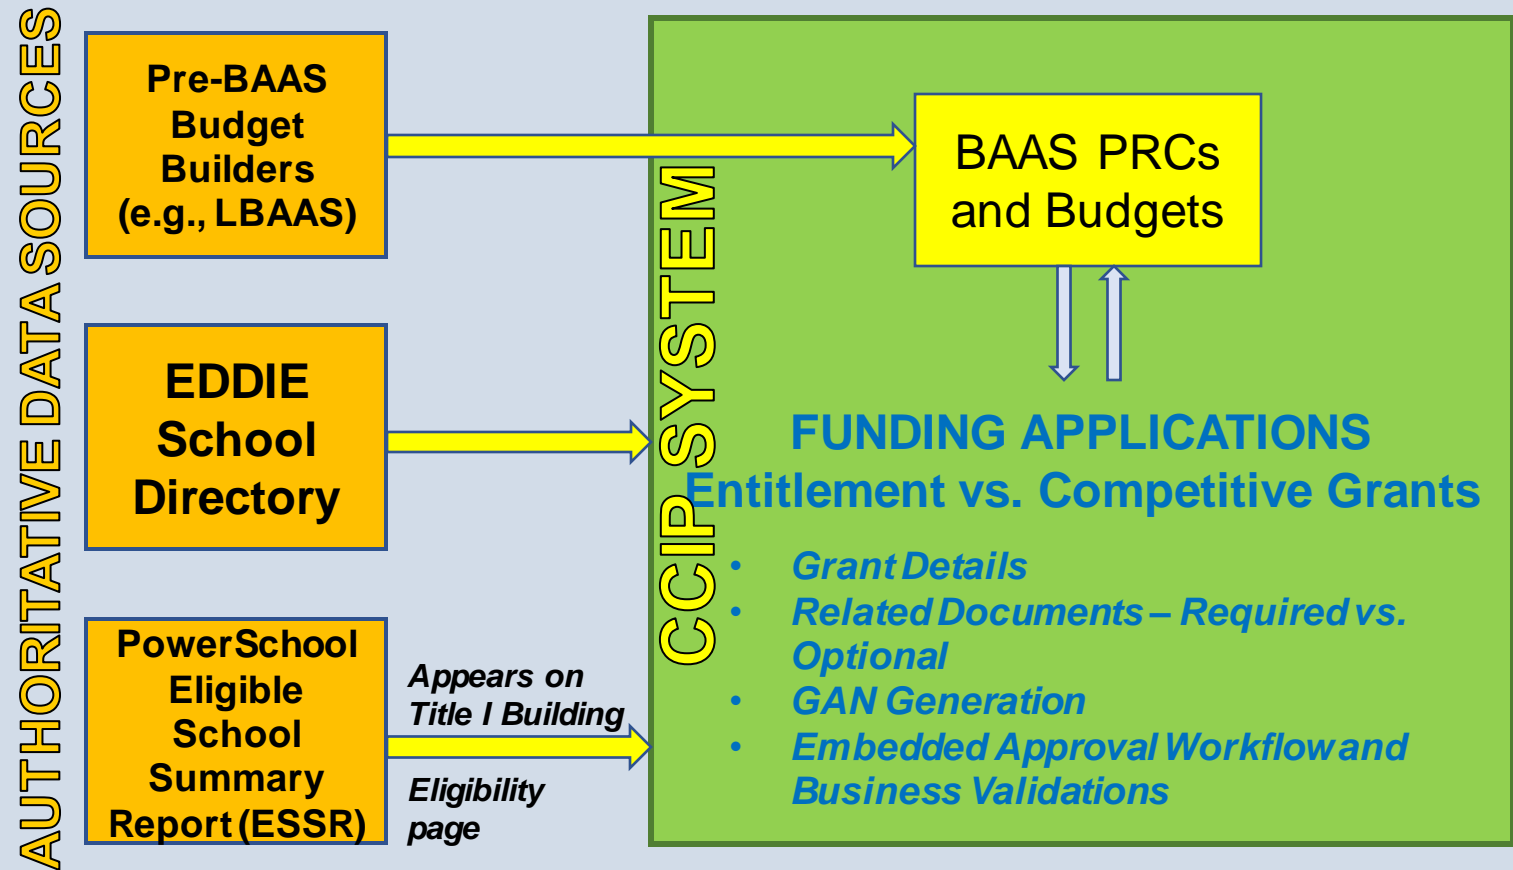 AUTHORITATIVE DATA SOURCES
Pre-BAAS
Budget
Builders
(e.g., LBAAS)
EDDIE
School
Directory
PowerSchool
Eligible
School
Summary
Report (ESSR)
Appears on
Title I Building
Eligibility
page
CCIP SYSTEM
BAAS PRCs
and Budgets
FUNDING APPLICATIONS
Entitlement vs. Competitive Grants
• Grant Details
• Related Documents – Required vs.
Optional
• GAN Generation
• Embedded Approval Workflow and
Business Validations